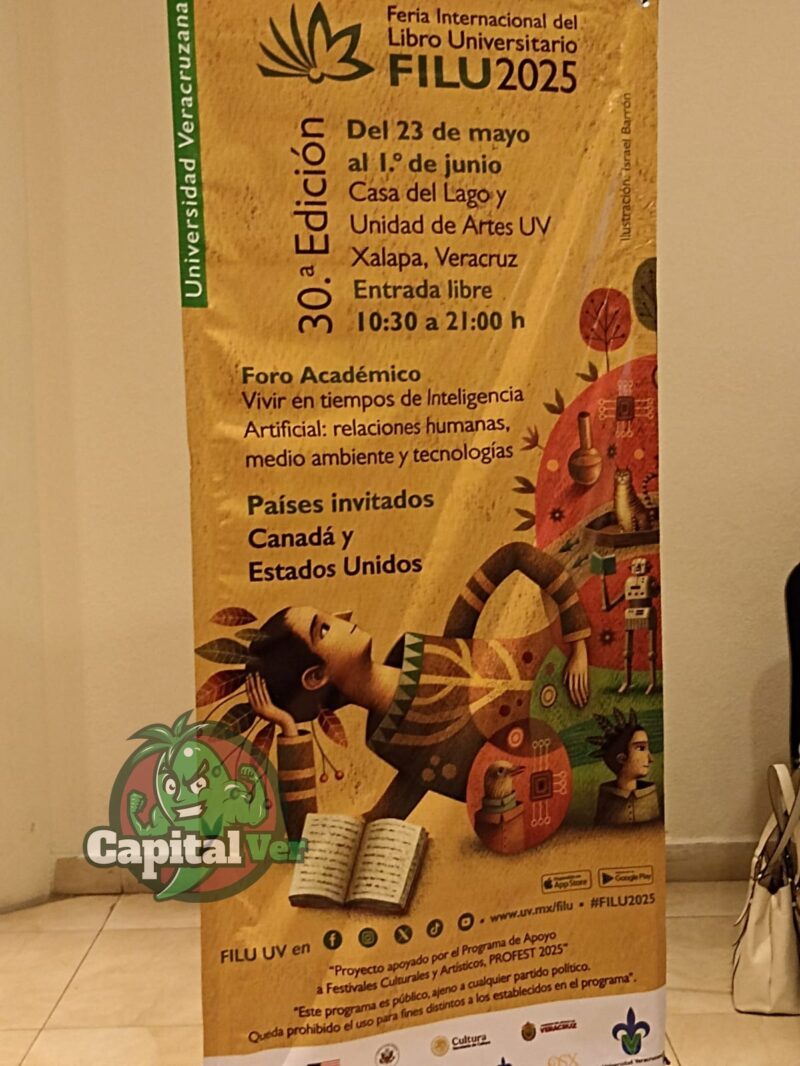 Universidad Veracruzana
Feria Internacional del
Libro Universitario
FILU2025
30.ª Edición
Del 23 de mayo
al 1.º de junio
Casa del Lago y
Unidad de Artes UV
Xalapa, Veracruz
Entrada libre
10:30 a 21:00 h
Ilustración: Israel Barrón
Foro Académico
Vivir en tiempos de Inteligencia
Artificial: relaciones humanas,
medio ambiente y tecnologías
Países invitados
Canadá y
Estados Unidos
Capital Ver
App Store
Google Play
FILU UV en
• www.uv.mx/filu • #FILU2025
"Proyecto apoyado por el Programa de Apoyo
a Festivales Culturales y Artísticos, PROFEST 2025"
"Este programa es público, ajeno a cualquier partido político.
Queda prohibido el uso para fines distintos a los establecidos en el programa".
Cultura
VERACRUZ
Universidad Veracruzana